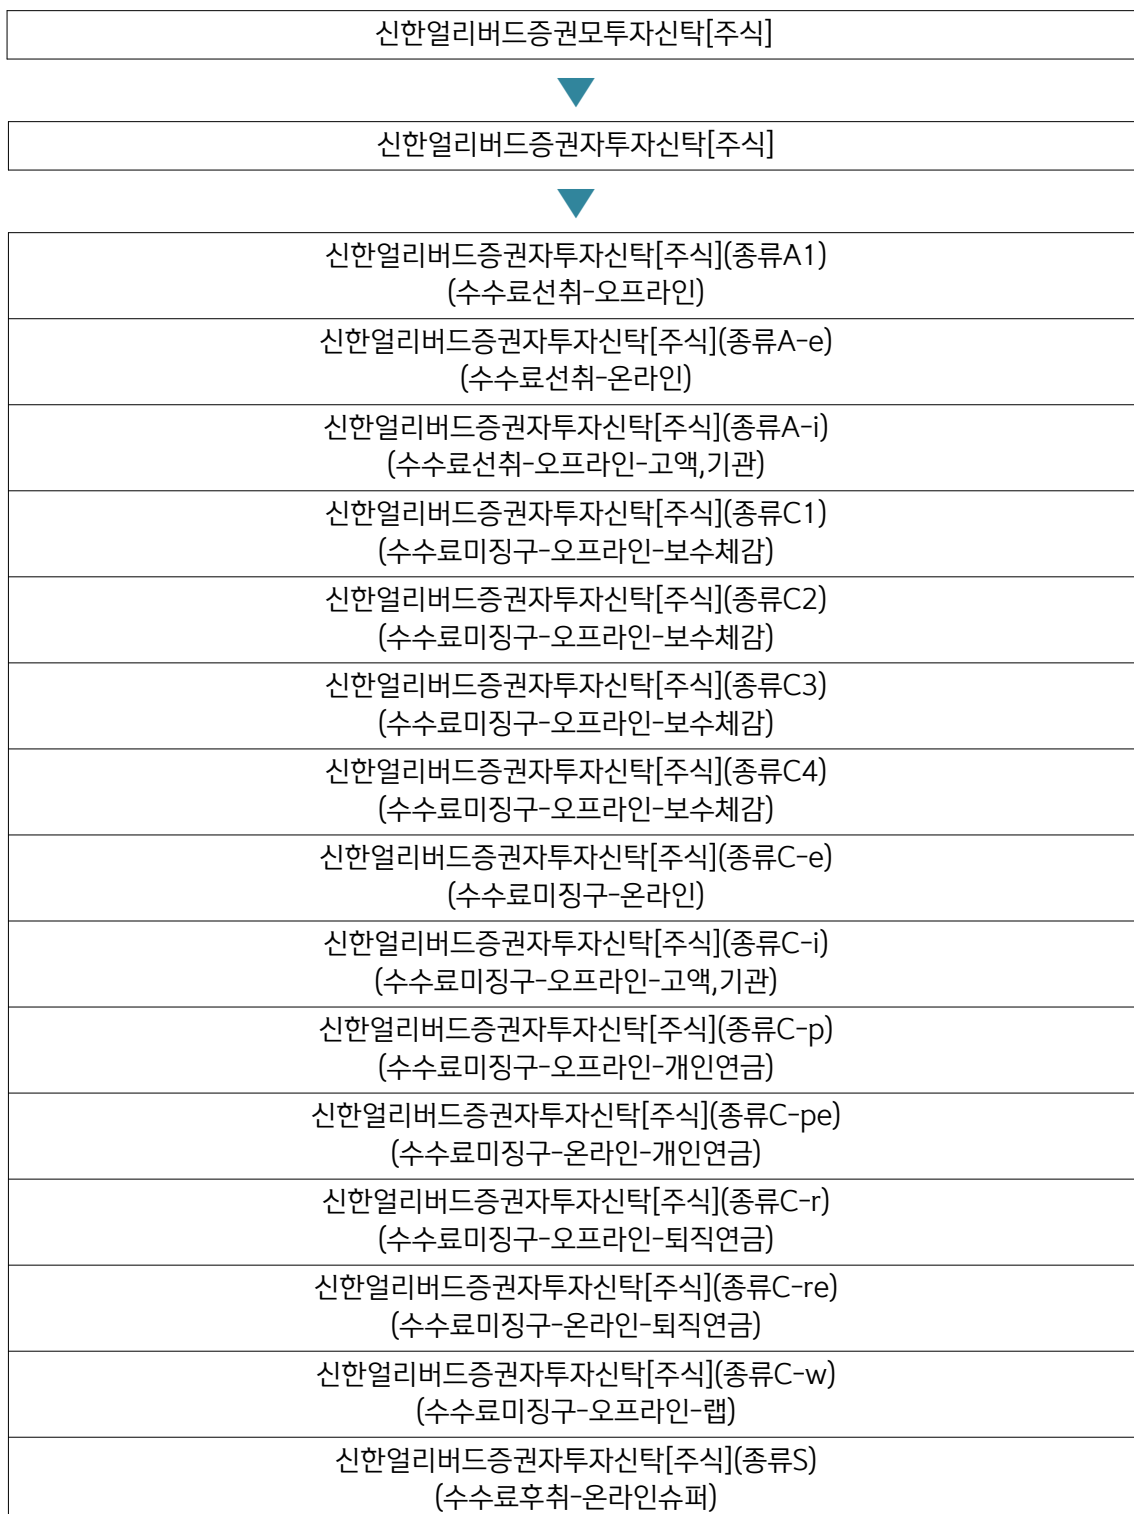 신한얼리버드증권모투자신탁[주식]
신한얼리버드증권자투자신탁[주식]
신한얼리버드증권자투자신탁[주식](종류A1)
(수수료선취-오프라인)
신한얼리버드증권자투자신탁[주식](종류A-e)
(수수료선취-온라인)
신한얼리버드증권자투자신탁[주식](종류A-i)
(수수료선취-오프라인-고액,기관)
신한얼리버드증권자투자신탁[주식](종류C1)
(수수료미징구-오프라인-보수체감)
신한얼리버드증권자투자신탁[주식](종류C2)
(수수료미징구-오프라인-보수체감)
신한얼리버드증권자투자신탁[주식](종류C3)
(수수료미징구-오프라인-보수체감)
신한얼리버드증권자투자신탁[주식](종류C4)
(수수료미징구-오프라인-보수체감)
신한얼리버드증권자투자신탁[주식](종류C-e)
(수수료미징구-온라인)
신한얼리버드증권자투자신탁[주식](종류C-i)
(수수료미징구-오프라인-고액,기관)
신한얼리버드증권자투자신탁[주식](종류C-p)
(수수료미징구-오프라인-개인연금)
신한얼리버드증권자투자신탁[주식](종류C-pe)
(수수료미징구-온라인-개인연금)
신한얼리버드증권자투자신탁[주식](종류C-r)
(수수료미징구-오프라인-퇴직연금)
신한얼리버드증권자투자신탁[주식](종류C-re)
(수수료미징구-온라인-퇴직연금)
신한얼리버드증권자투자신탁[주식](종류C-w)
(수수료미징구-오프라인-랩)
신한얼리버드증권자투자신탁[주식](종류S)
(수수료후취-온라인슈퍼)